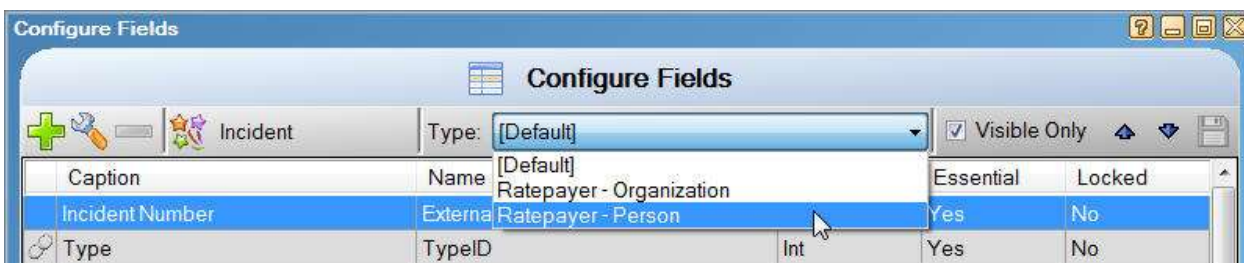 Configure Fields
Configure Fields
Incident Type: [Default] Visible Only
[Default]
Ratepayer - Organization
Ratepayer - Person
Caption Name Essential Locked
Incident Number Externa Yes No
Type TypeID Int Yes No